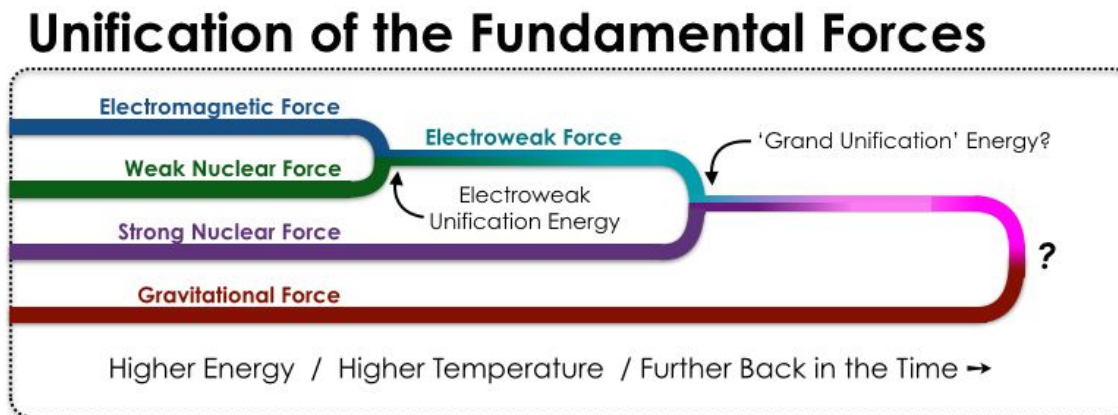 Unification of the Fundamental Forces
Electromagnetic Force
Electroweak Force
'Grand Unification' Energy?
Weak Nuclear Force
Electroweak
Unification Energy
Strong Nuclear Force
?
Gravitational Force
Higher Energy / Higher Temperature / Further Back in the Time →